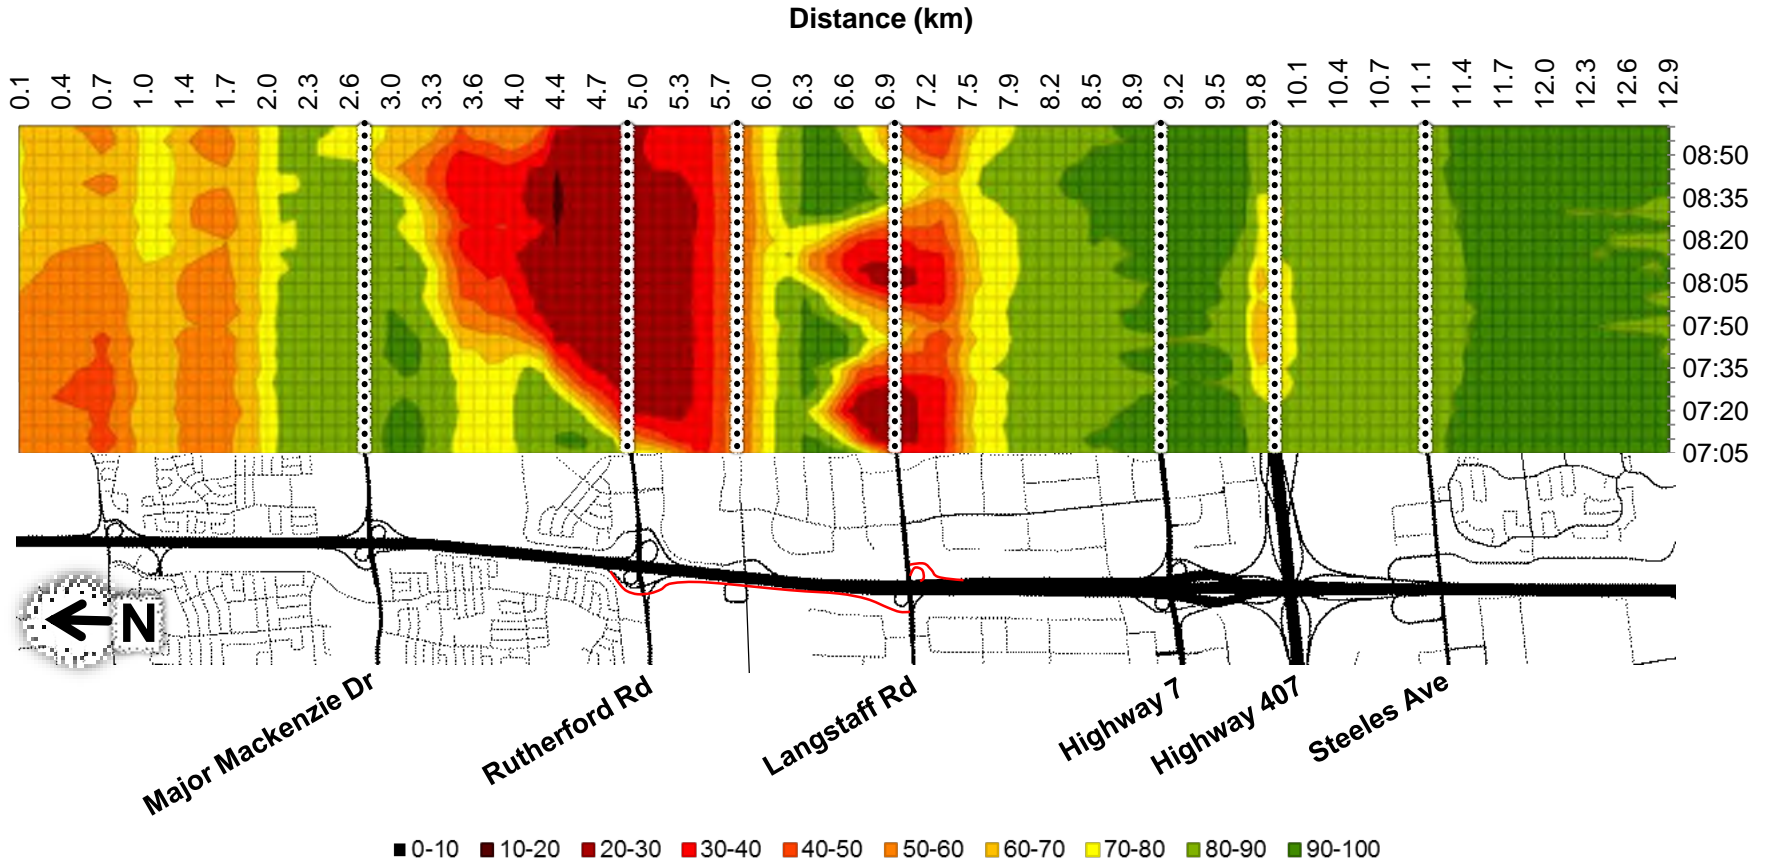 Distance (km)
0.1 0.4 0.7 1.0 1.4 1.7 2.0 2.3 2.6 3.0 3.3 3.6 4.0 4.4 4.7 5.0 5.3 5.7 6.0 6.3 6.6 6.9 7.2 7.5 7.9 8.2 8.5 8.9 9.2 9.5 9.8 10.1 10.4 10.7 11.1 11.4 11.7 12.0 12.3 12.6 12.9
08:50
08:35
08:20
08:05
07:50
07:35
07:20
07:05
N
Major Mackenzie Dr
Rutherford Rd
Langstaff Rd
Highway 7
Highway 407
Steeles Ave
0-10 10-20 20-30 30-40 40-50 50-60 60-70 70-80 80-90 90-100